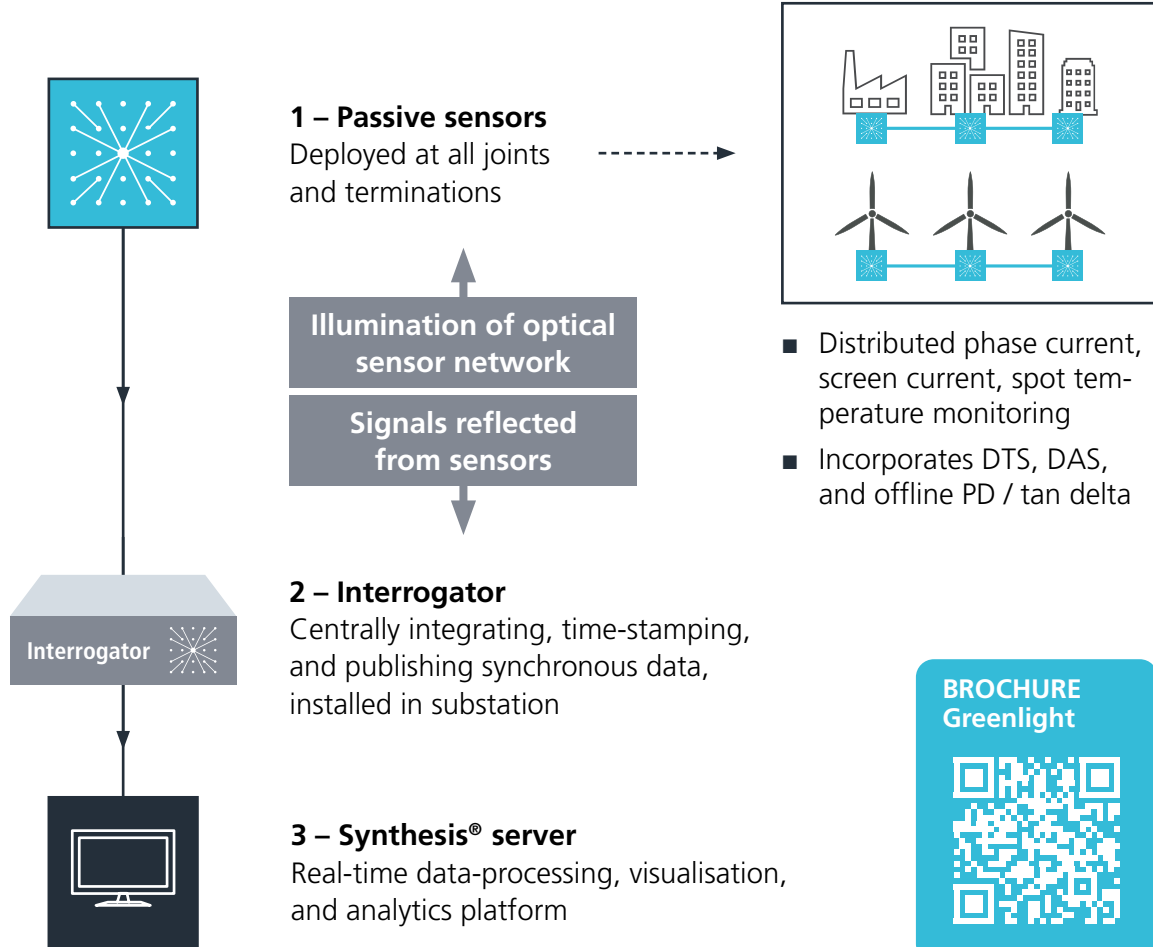 1 – Passive sensors
Deployed at all joints
and terminations
Illumination of optical
sensor network
Signals reflected
from sensors
■ Distributed phase current,
screen current, spot tem-
perature monitoring
■ Incorporates DTS, DAS,
and offline PD / tan delta
Interrogator
2 – Interrogator
Centrally integrating, time-stamping,
and publishing synchronous data,
installed in substation
BROCHURE
Greenlight
3 – Synthesis® server
Real-time data-processing, visualisation,
and analytics platform